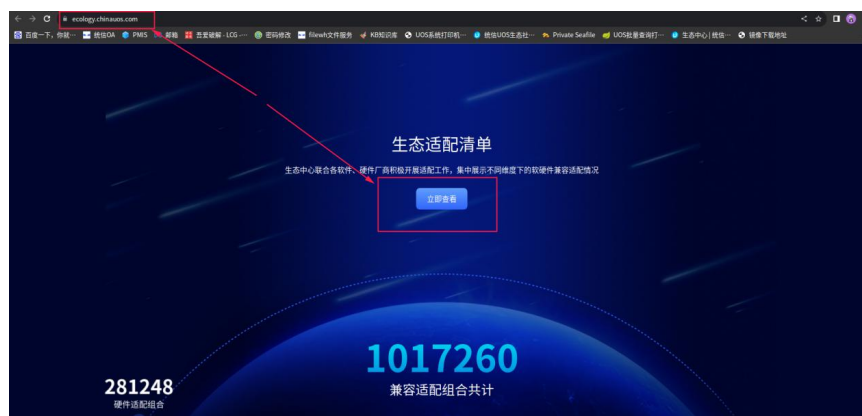 ecology.chinauos.com
百度一下，你就… 统信OA PMIS 邮箱 吾爱破解 - LCG -… 密码修改 filewh文件服务 KB知识库 UOS系统打印机… 统信UOS生态社… Private Seafile UOS批量查询打… 生态中心|统信… 镜像下载地址
生态适配清单
生态中心联合各软件、硬件厂商积极开展适配工作，集中展示不同维度下的软硬件兼容适配情况
立即查看
1017260
兼容适配组合共计
281248
硬件适配组合